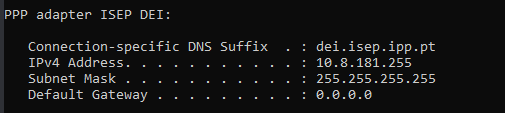 PPP adapter ISEP DEI:
Connection-specific DNS Suffix  . : dei.isep.ipp.pt
IPv4 Address. . . . . . . . . . . : 10.8.181.255
Subnet Mask . . . . . . . . . . . : 255.255.255.255
Default Gateway . . . . . . . . . : 0.0.0.0